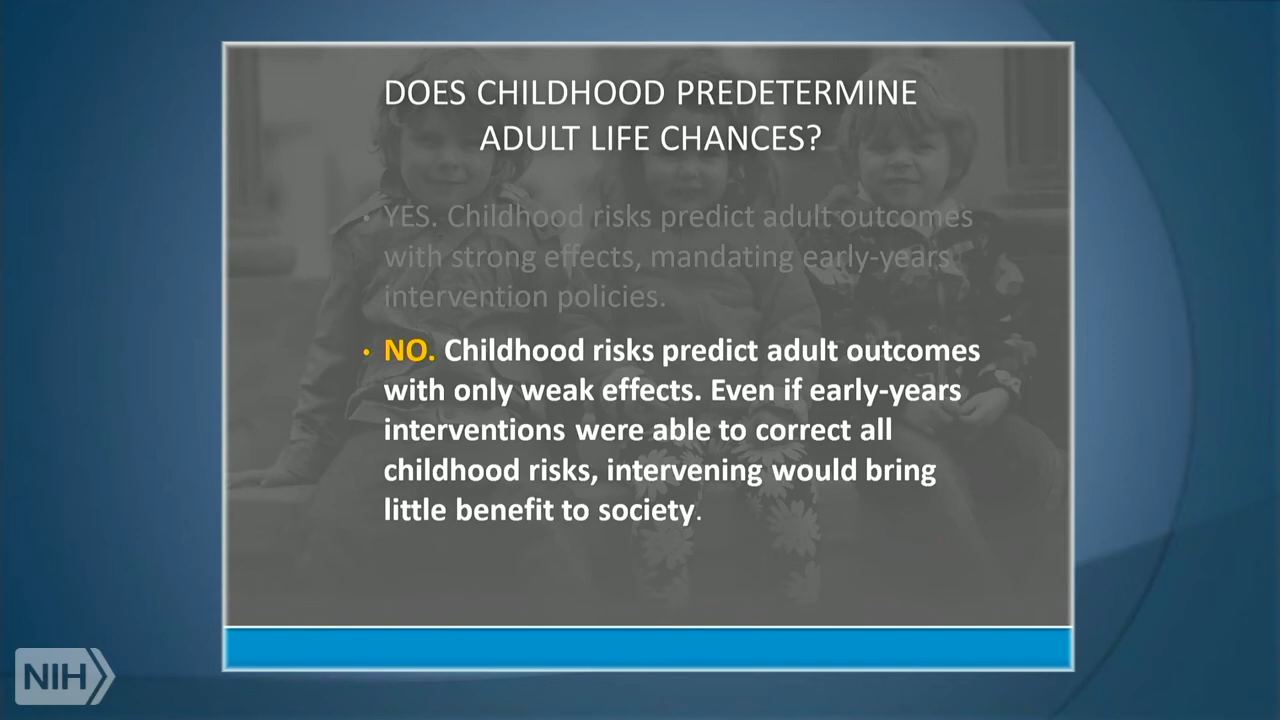 DOES CHILDHOOD PREDETERMINE
ADULT LIFE CHANCES?
• YES. Childhood risks predict adult outcomes
with strong effects, mandating early-years
intervention policies.
• NO. Childhood risks predict adult outcomes
with only weak effects. Even if early-years
interventions were able to correct all
childhood risks, intervening would bring
little benefit to society.
NIH